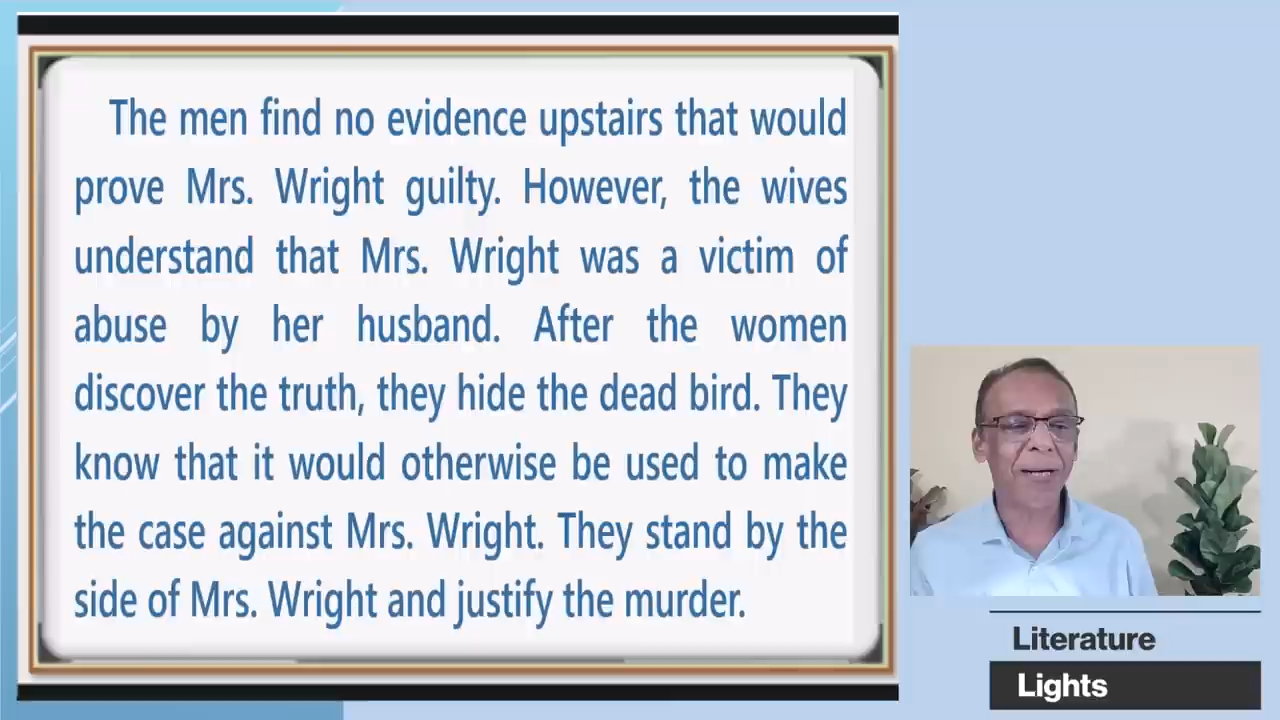 The men find no evidence upstairs that would
prove Mrs. Wright guilty. However, the wives
understand that Mrs. Wright was a victim of
abuse by her husband. After the women
discover the truth, they hide the dead bird. They
know that it would otherwise be used to make
the case against Mrs. Wright. They stand by the
side of Mrs. Wright and justify the murder.
Literature
Lights